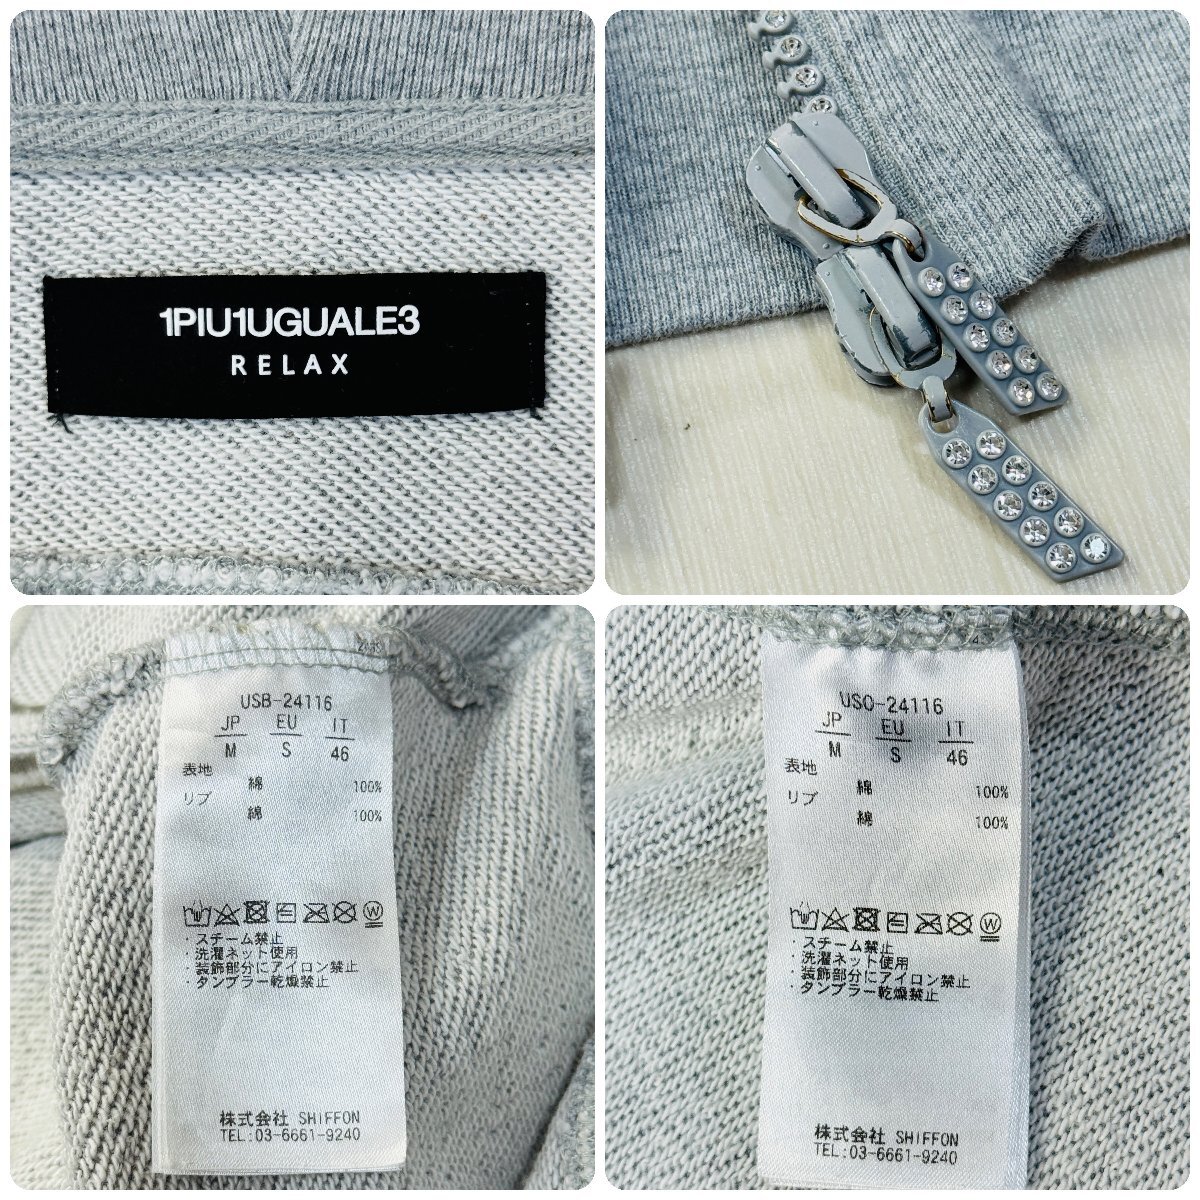 1PIU1UGUALE3
RELAX
USB-24116
JP EU IT
M S 46
表地
綿 100%
リブ
綿 100%
・スチーム禁止
・洗濯ネット使用
・装飾部分にアイロン禁止
・タンブラー乾燥禁止
株式会社 SHIFFON
TEL:03-6661-9240
USO-24116
JP EU IT
M S 46
表地
綿 100%
リブ
綿 100%
・スチーム禁止
・洗濯ネット使用
・装飾部分にアイロン禁止
・タンブラー乾燥禁止
株式会社 SHIFFON
TEL:03-6661-9240